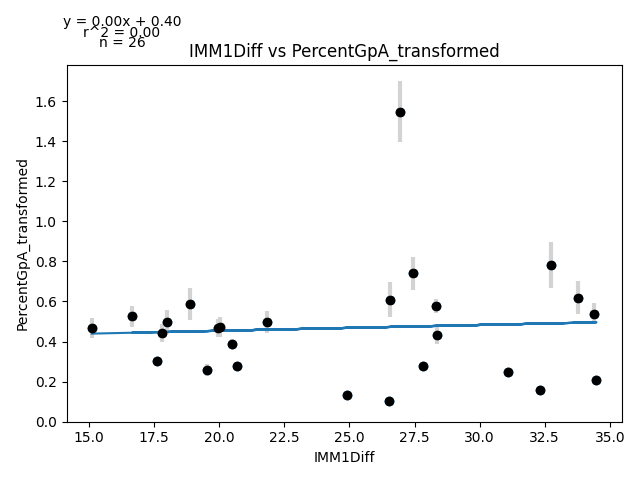 y = 0.00x + 0.40
r^2 = 0.00
n = 26
IMM1Diff vs PercentGpA_transformed
PercentGpA_transformed
1.6
1.4
1.2
1.0
0.8
0.6
0.4
0.2
0.0
15.0 17.5 20.0 22.5 25.0 27.5 30.0 32.5 35.0
IMM1Diff